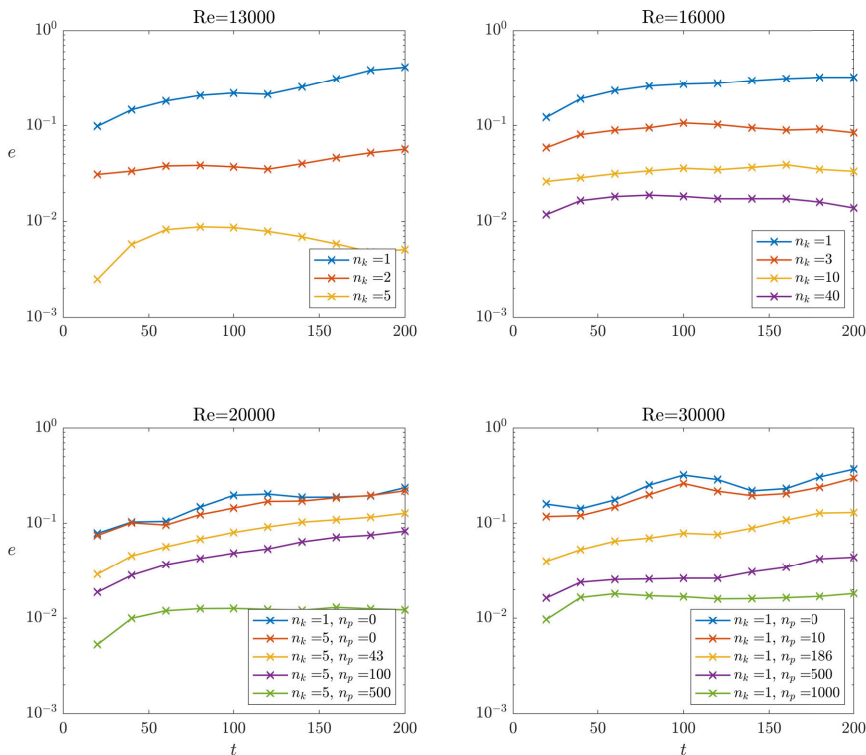 Re=13000
Re=16000
10^0
10^-1
e
10^-2
10^-3
0
50
100
150
200
n_k =1
n_k =2
n_k =5
10^0
10^-1
10^-2
10^-3
0
50
100
150
200
n_k =1
n_k =3
n_k =10
n_k =40
Re=20000
Re=30000
10^0
10^-1
e
10^-2
10^-3
0
50
100
150
200
t
n_k =1, n_p =0
n_k =5, n_p =0
n_k =5, n_p =43
n_k =5, n_p =100
n_k =5, n_p =500
10^0
10^-1
10^-2
10^-3
0
50
100
150
200
t
n_k =1, n_p =0
n_k =1, n_p =10
n_k =1, n_p =186
n_k =1, n_p =500
n_k =1, n_p =1000